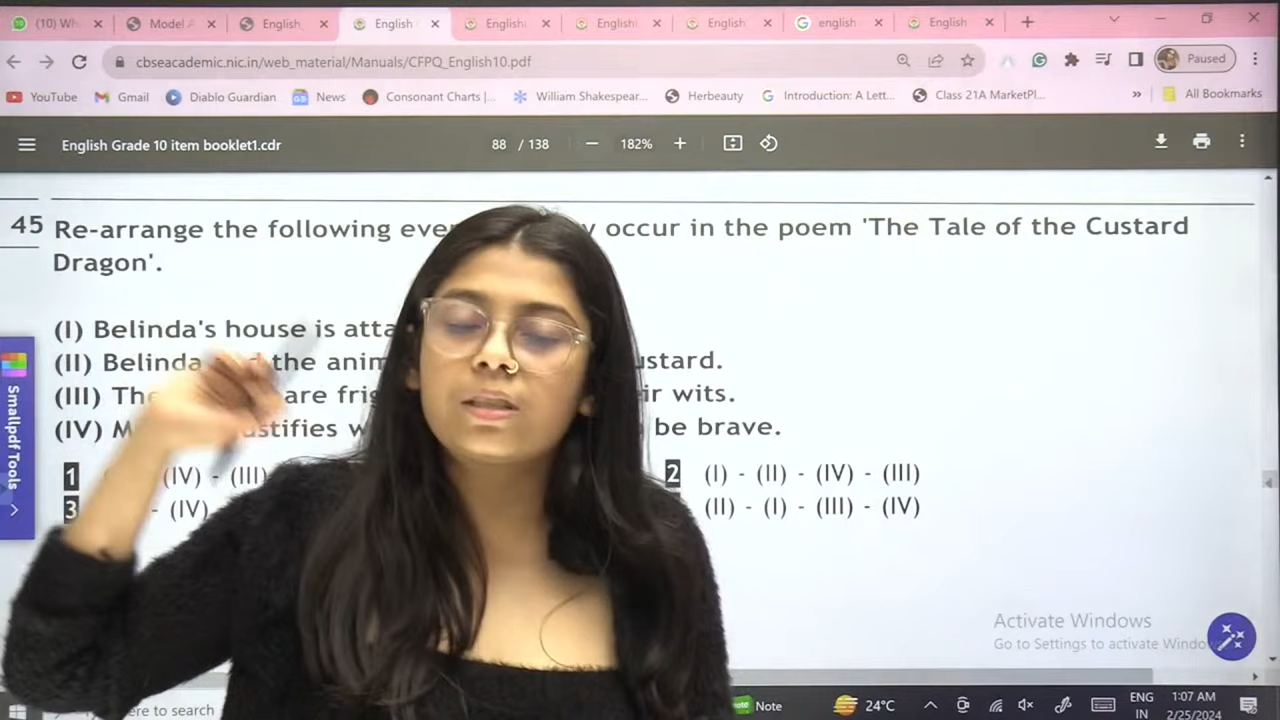 (10) Wh
Model A
English
English
English
English
English
english
English
cbseacademic.nic.in/web_material/Manuals/CFPQ_English10.pdf
Paused
YouTube Gmail Diablo Guardian News Consonant Charts |... William Shakespear... Herbeauty Introduction: A Lett... Class 21A MarketPl... » All Bookmarks
English Grade 10 item booklet1.cdr 88 / 138 182%
45 Re-arrange the following eve occur in the poem 'The Tale of the Custard
Dragon'.
(I) Belinda's house is atta
(II) Belinda the anim ustard.
(III) The are frig ir wits.
(IV) M ustifies w be brave.
1 (IV) - (III) 2 (I) - (II) - (IV) - (III)
3 - (IV) (II) - (I) - (III) - (IV)
Smallpdf Tools
Activate Windows
Go to Settings to activate Windo
ere to search Note 24°C ENG 1:07 AM
IN 2/25/2024